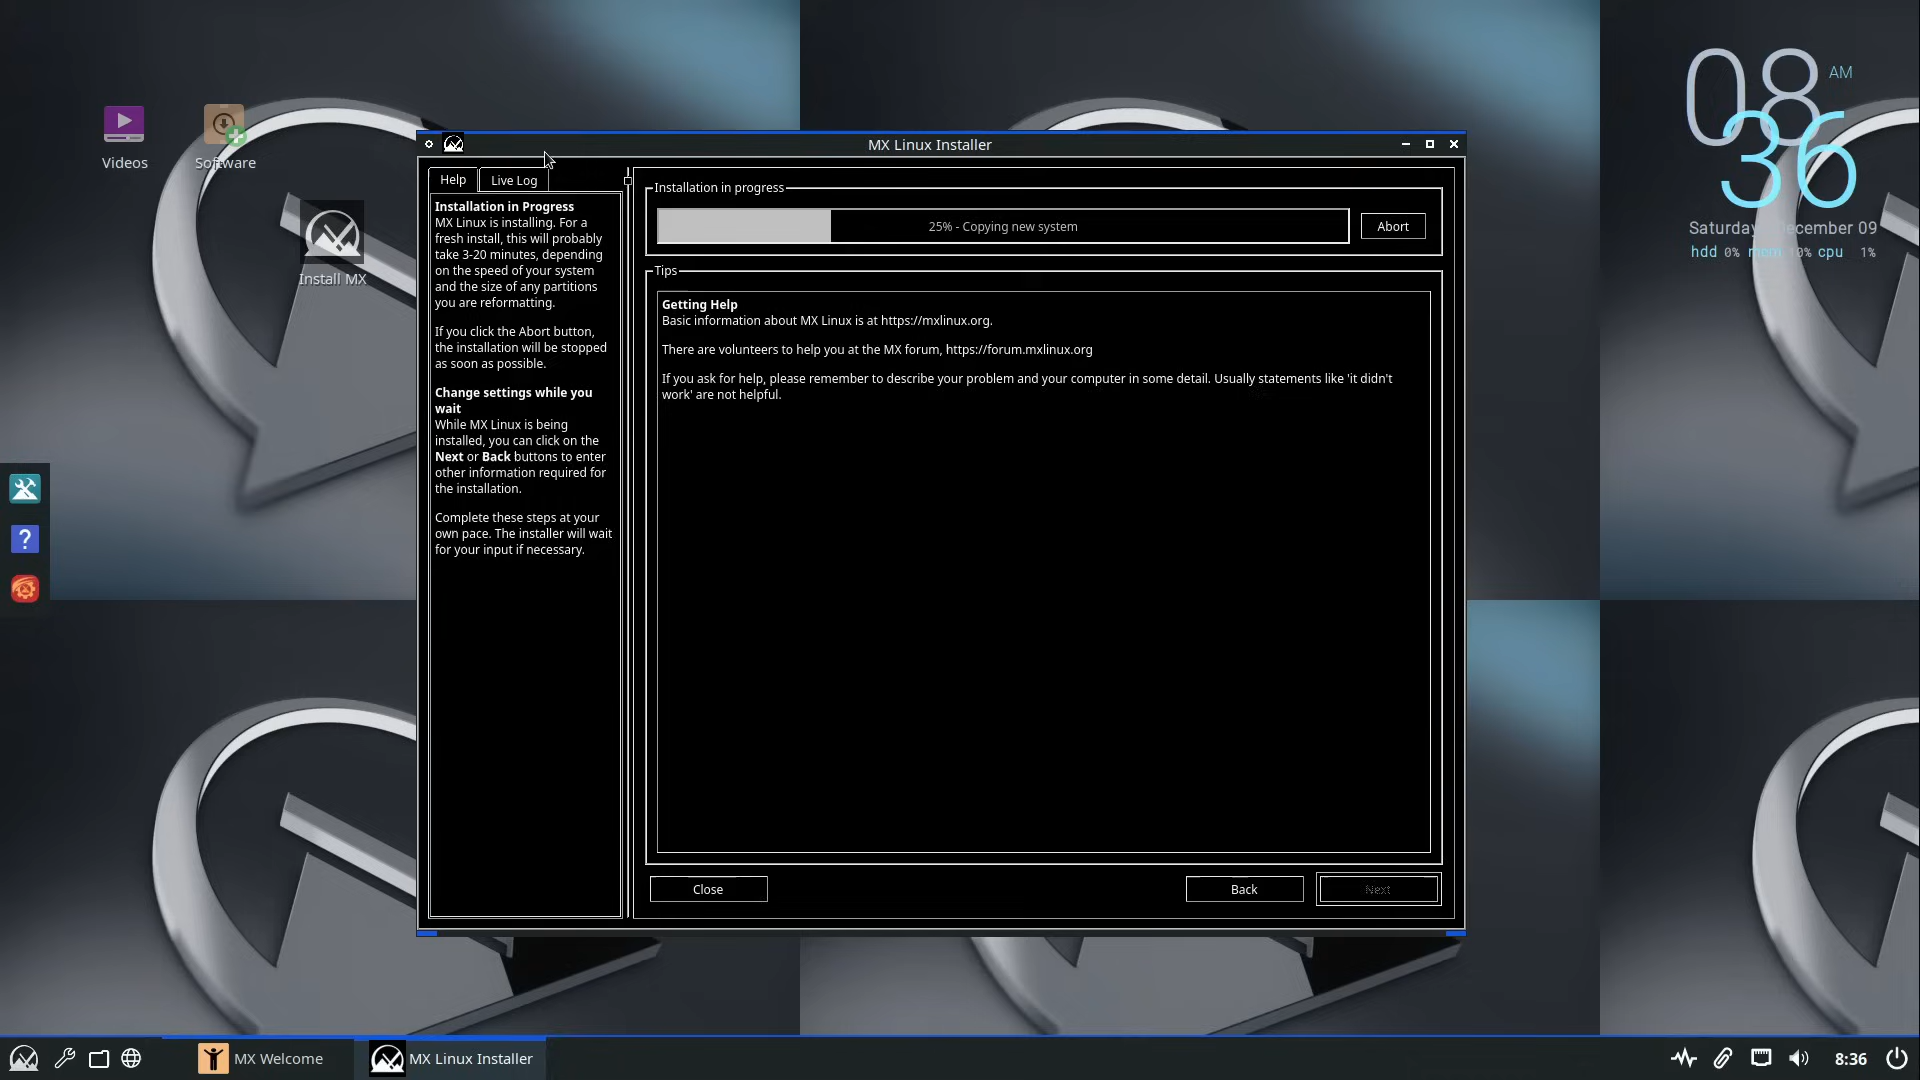 Videos
Software
Install MX
MX Linux Installer
Help
Live Log
Installation in Progress
MX Linux is installing. For a
fresh install, this will probably
take 3-20 minutes, depending
on the speed of your system
and the size of any partitions
you are reformatting.
If you click the Abort button,
the installation will be stopped
as soon as possible.
Change settings while you
wait
While MX Linux is being
installed, you can click on the
Next or Back buttons to enter
other information required for
the installation.
Complete these steps at your
own pace. The installer will wait
for your input if necessary.
Installation in progress
25% - Copying new system
Abort
Tips
Getting Help
Basic information about MX Linux is at https://mxlinux.org.
There are volunteers to help you at the MX forum, https://forum.mxlinux.org
If you ask for help, please remember to describe your problem and your computer in some detail. Usually statements like 'it didn't
work' are not helpful.
Close
Back
Next
08 AM
36
Saturday December 09
hdd 0% mem 10% cpu 1%
?
MX Welcome
MX Linux Installer
8:36